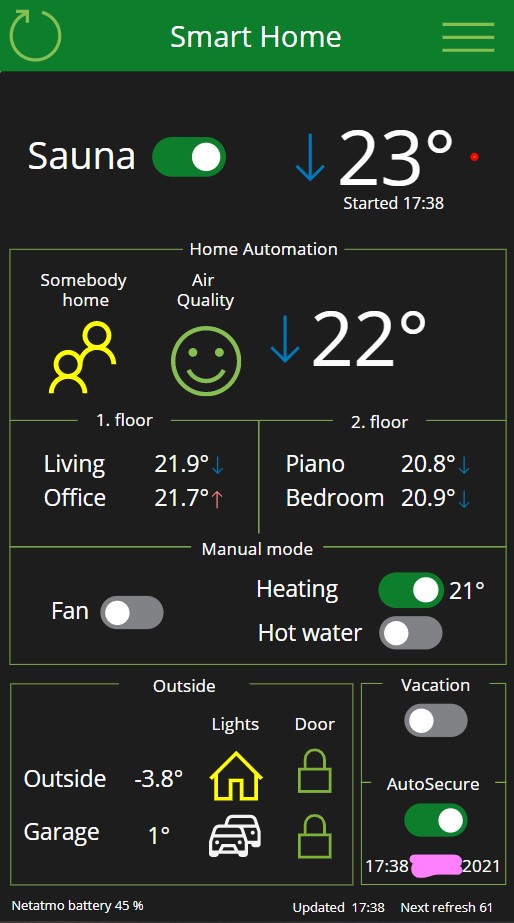 Smart Home
Sauna 23°
Started 17:38
Home Automation
Somebody
home
Air
Quality
22°
1. floor
Living 21.9°
Office 21.7°
2. floor
Piano 20.8°
Bedroom 20.9°
Manual mode
Fan
Heating 21°
Hot water
Outside
Lights Door
Outside -3.8°
Garage 1°
Vacation
AutoSecure
17:38 2021
Netatmo battery 45 % Updated 17:38 Next refresh 61